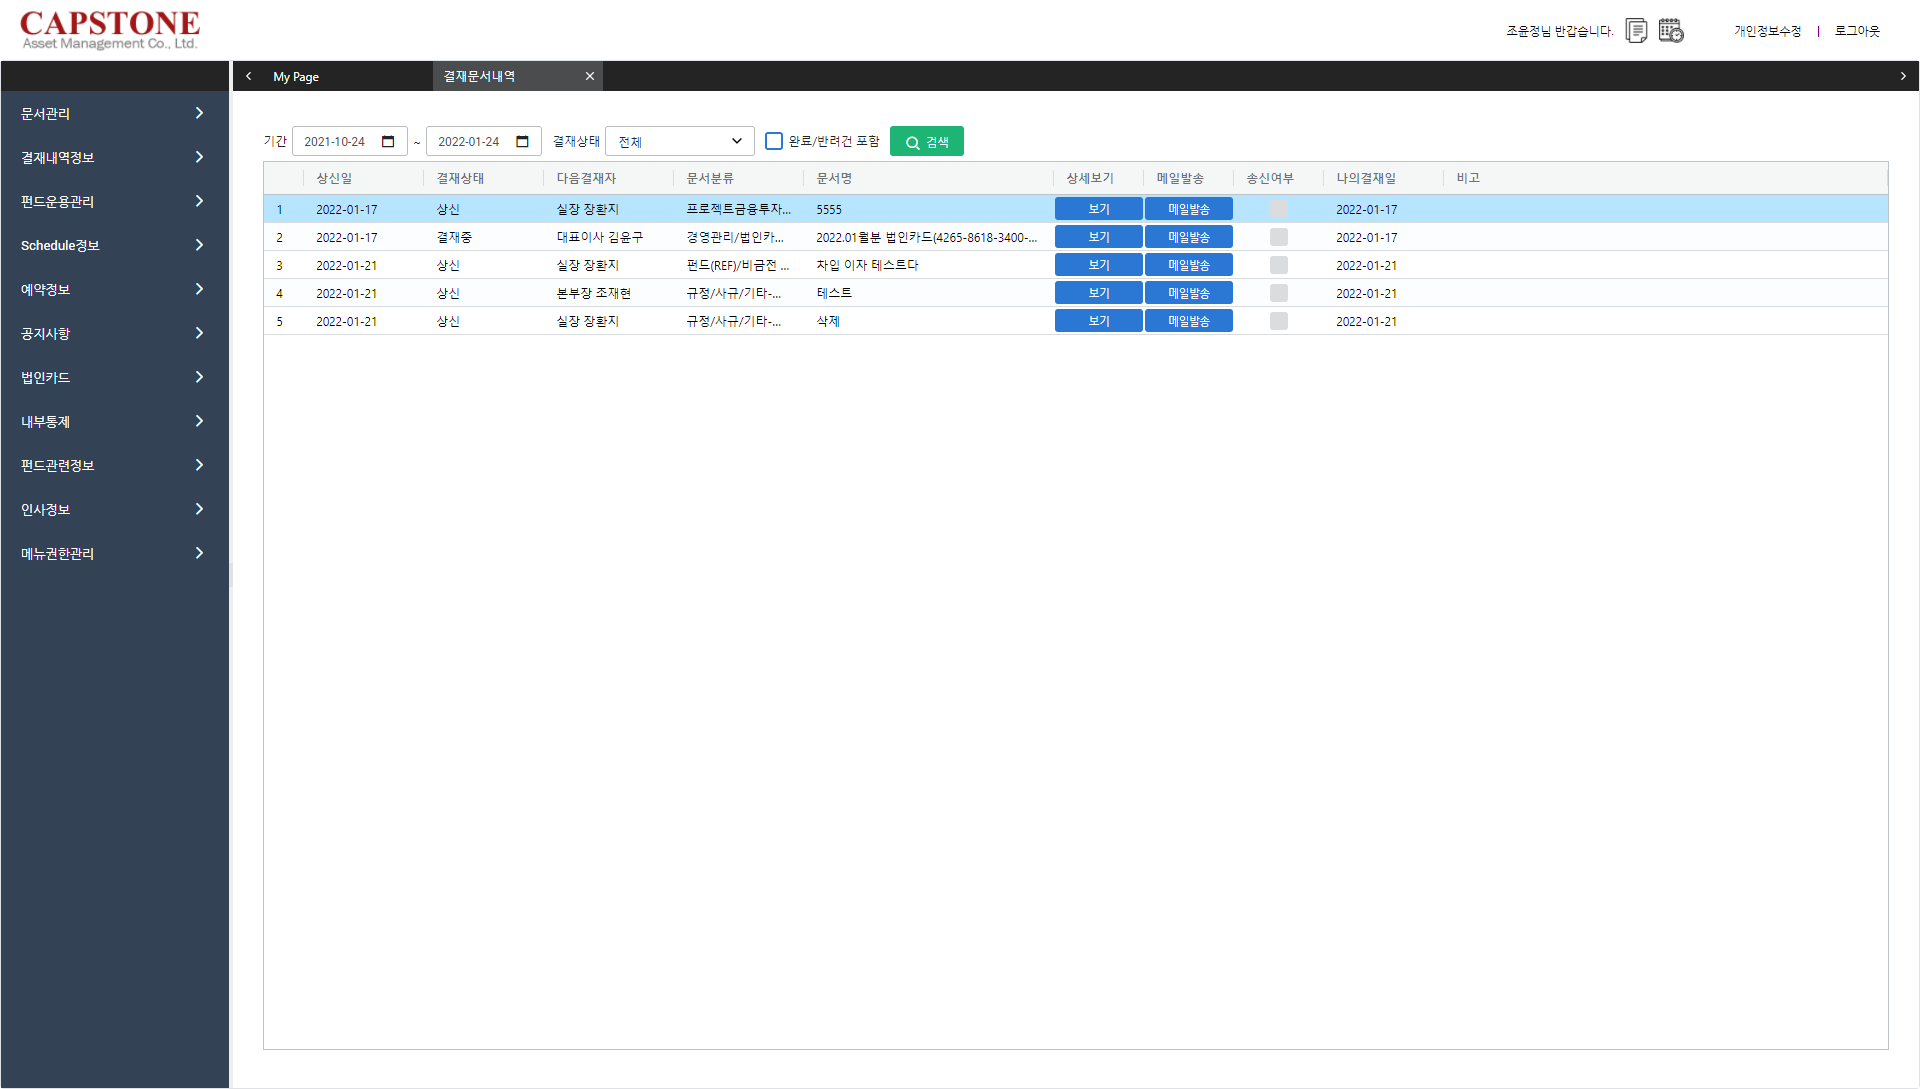 CAPSTONE
Asset Management Co., Ltd.
조윤정님 반갑습니다.
개인정보수정 | 로그아웃
My Page
결재문서내역
문서관리
결재내역정보
펀드운용관리
Schedule정보
예약정보
공지사항
법인카드
내부통제
펀드관련정보
인사정보
메뉴권한관리
기간 2021-10-24 ~ 2022-01-24 결재상태 전체 완료/반려건 포함 검색
상신일 결재상태 다음결재자 문서분류 문서명 상세보기 메일발송 송신여부 나의결재일 비고
1 2022-01-17 상신 실장 장환지 프로젝트금융투자... 5555 보기 메일발송 2022-01-17
2 2022-01-17 결재중 대표이사 김윤구 경영관리/법인카... 2022.01월분 법인카드(4265-8618-3400-... 보기 메일발송 2022-01-17
3 2022-01-21 상신 실장 장환지 펀드(REF)/비금전 ... 차입 이자 테스트다 보기 메일발송 2022-01-21
4 2022-01-21 상신 본부장 조재현 규정/사규/기타-... 테스트 보기 메일발송 2022-01-21
5 2022-01-21 상신 실장 장환지 규정/사규/기타-... 삭제 보기 메일발송 2022-01-21